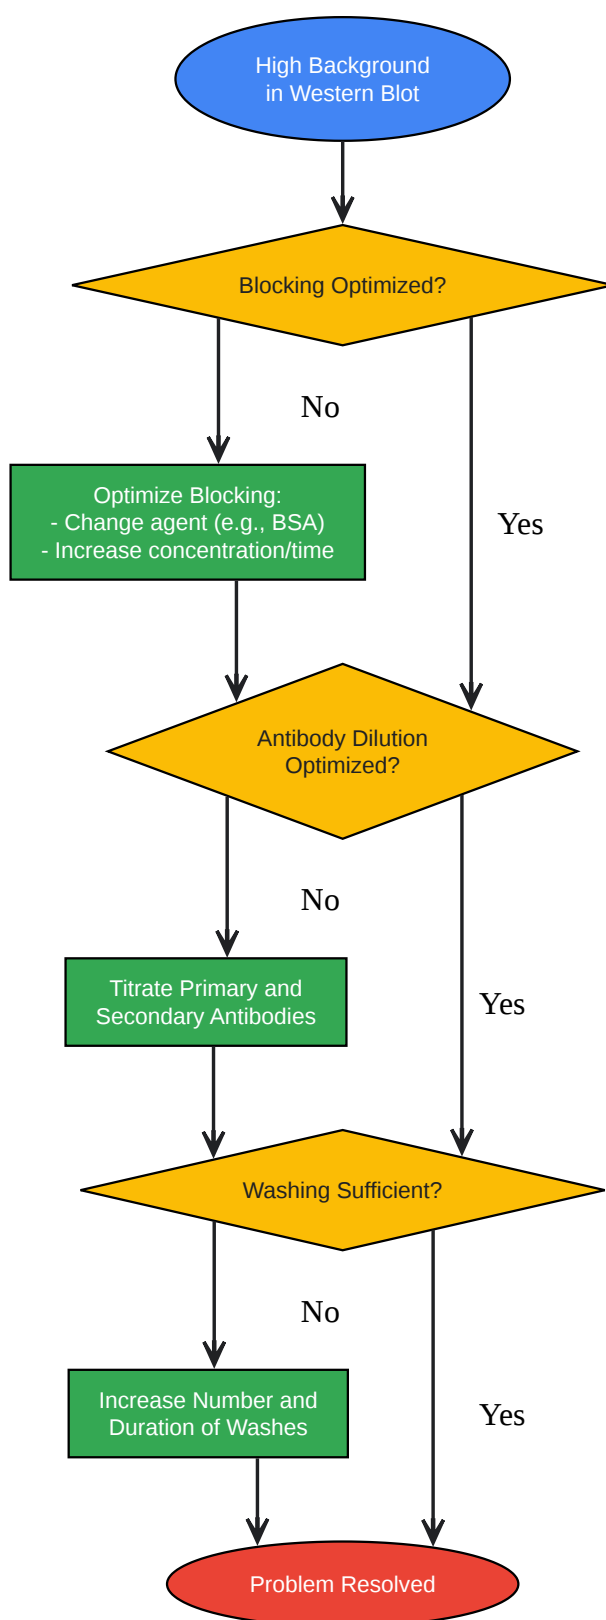 High Background
in Western Blot
Blocking Optimized?
No
Optimize Blocking:
- Change agent (e.g., BSA)
- Increase concentration/time
Yes
Antibody Dilution
Optimized?
No
Titrate Primary and
Secondary Antibodies
Yes
Washing Sufficient?
No
Increase Number and
Duration of Washes
Yes
Problem Resolved